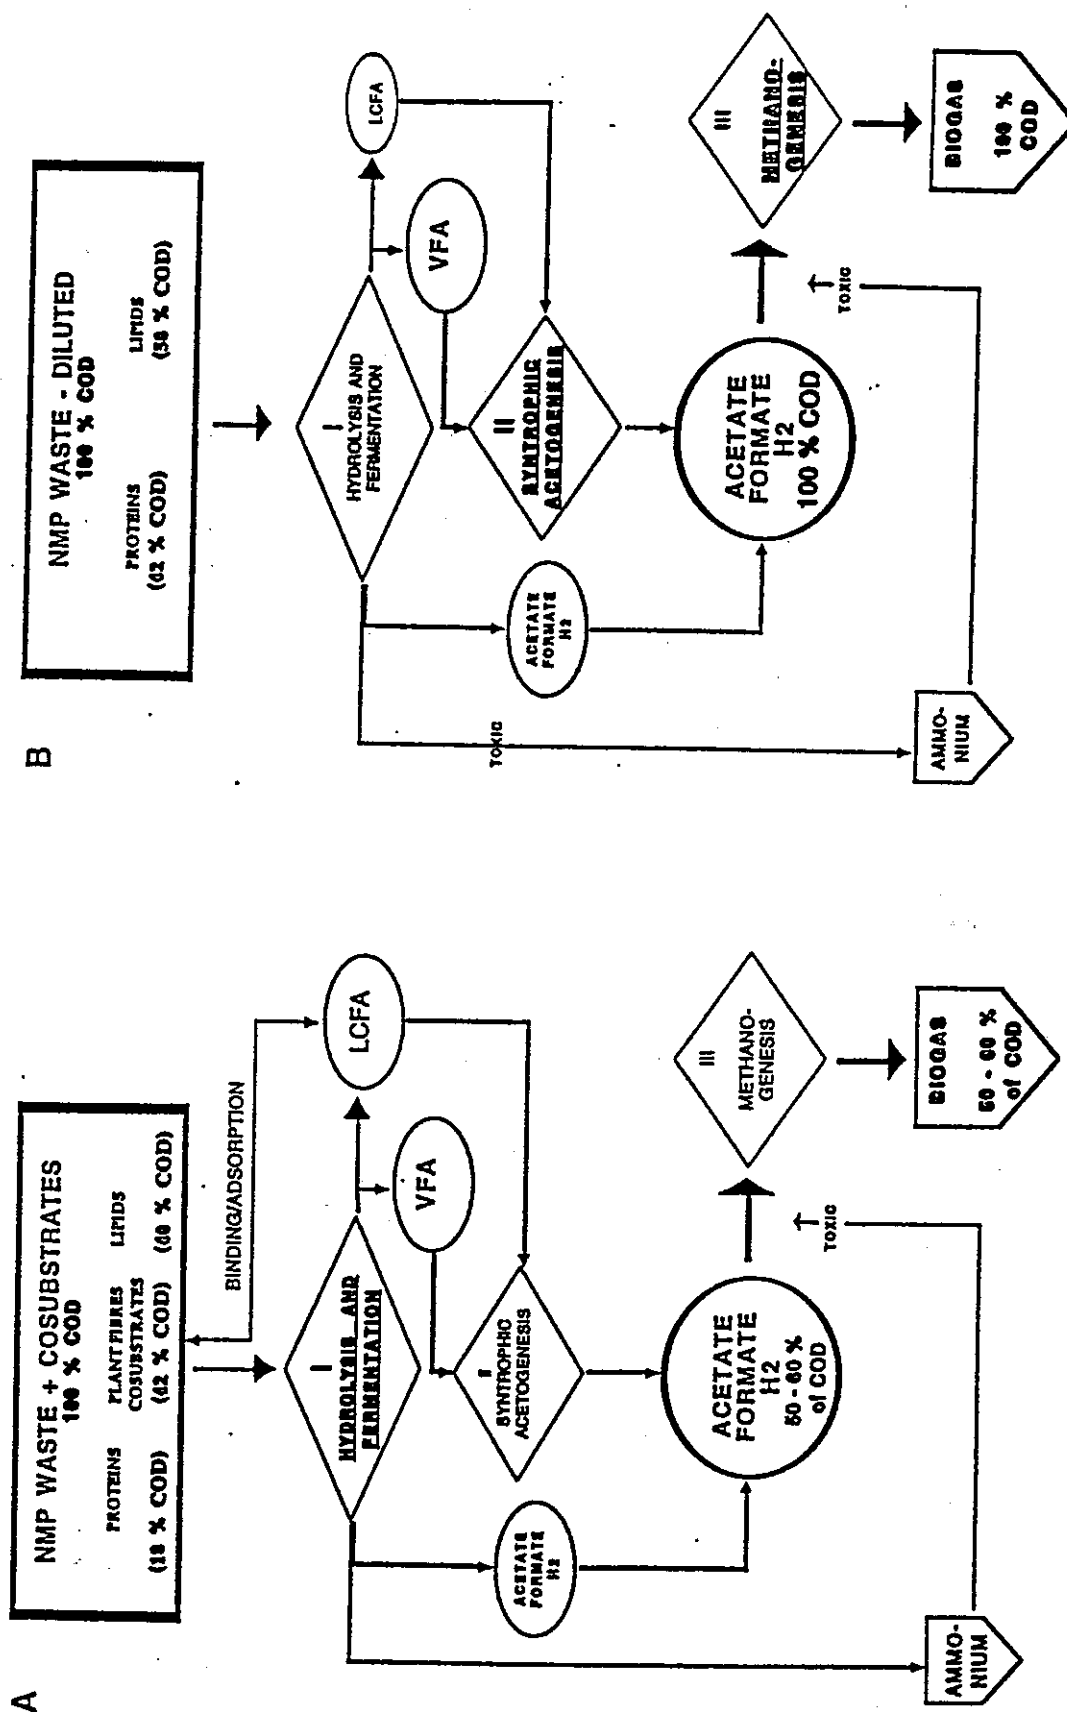 A
NMP WASTE + COSUBSTRATES
100 % COD
PROTEINS
(18 % COD)
PLANT FIBRES
COSUBSTRATES
(42 % COD)
LIPIDS
(40 % COD)
BINDING/ADSORPTION
I
HYDROLYSIS AND
FERMENTATION
LCFA
VFA
II
SYNTROPHIC
ACETOGENESIS
ACETATE
FORMATE
H2
ACETATE
FORMATE
H2
50 - 60 %
of COD
III
METHANO-
GENESIS
TOXIC
AMMO-
NIUM
BIOGAS
50 - 60 %
of COD
B
NMP WASTE - DILUTED
100 % COD
PROTEINS
(42 % COD)
LIPIDS
(58 % COD)
I
HYDROLYSIS AND
FERMENTATION
LCFA
VFA
II
SYNTROPHIC
ACETOGENESIS
ACETATE
FORMATE
H2
TOXIC
ACETATE
FORMATE
H2
100 % COD
III
METHANO-
GENESIS
TOXIC
AMMO-
NIUM
BIOGAS
100 %
COD